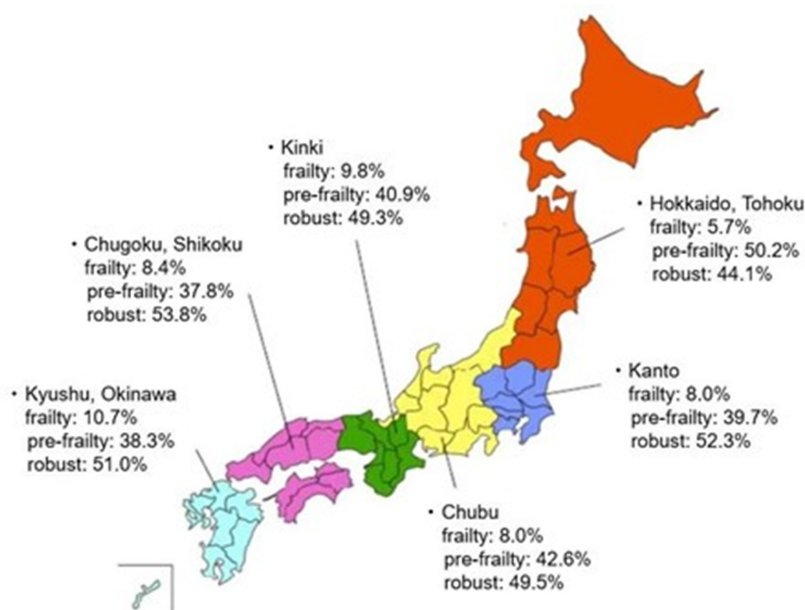 ・Kinki
frailty: 9.8%
pre-frailty: 40.9%
robust: 49.3%
・Hokkaido, Tohoku
frailty: 5.7%
pre-frailty: 50.2%
robust: 44.1%
・Chugoku, Shikoku
frailty: 8.4%
pre-frailty: 37.8%
robust: 53.8%
・Kanto
frailty: 8.0%
pre-frailty: 39.7%
robust: 52.3%
・Kyushu, Okinawa
frailty: 10.7%
pre-frailty: 38.3%
robust: 51.0%
・Chubu
frailty: 8.0%
pre-frailty: 42.6%
robust: 49.5%